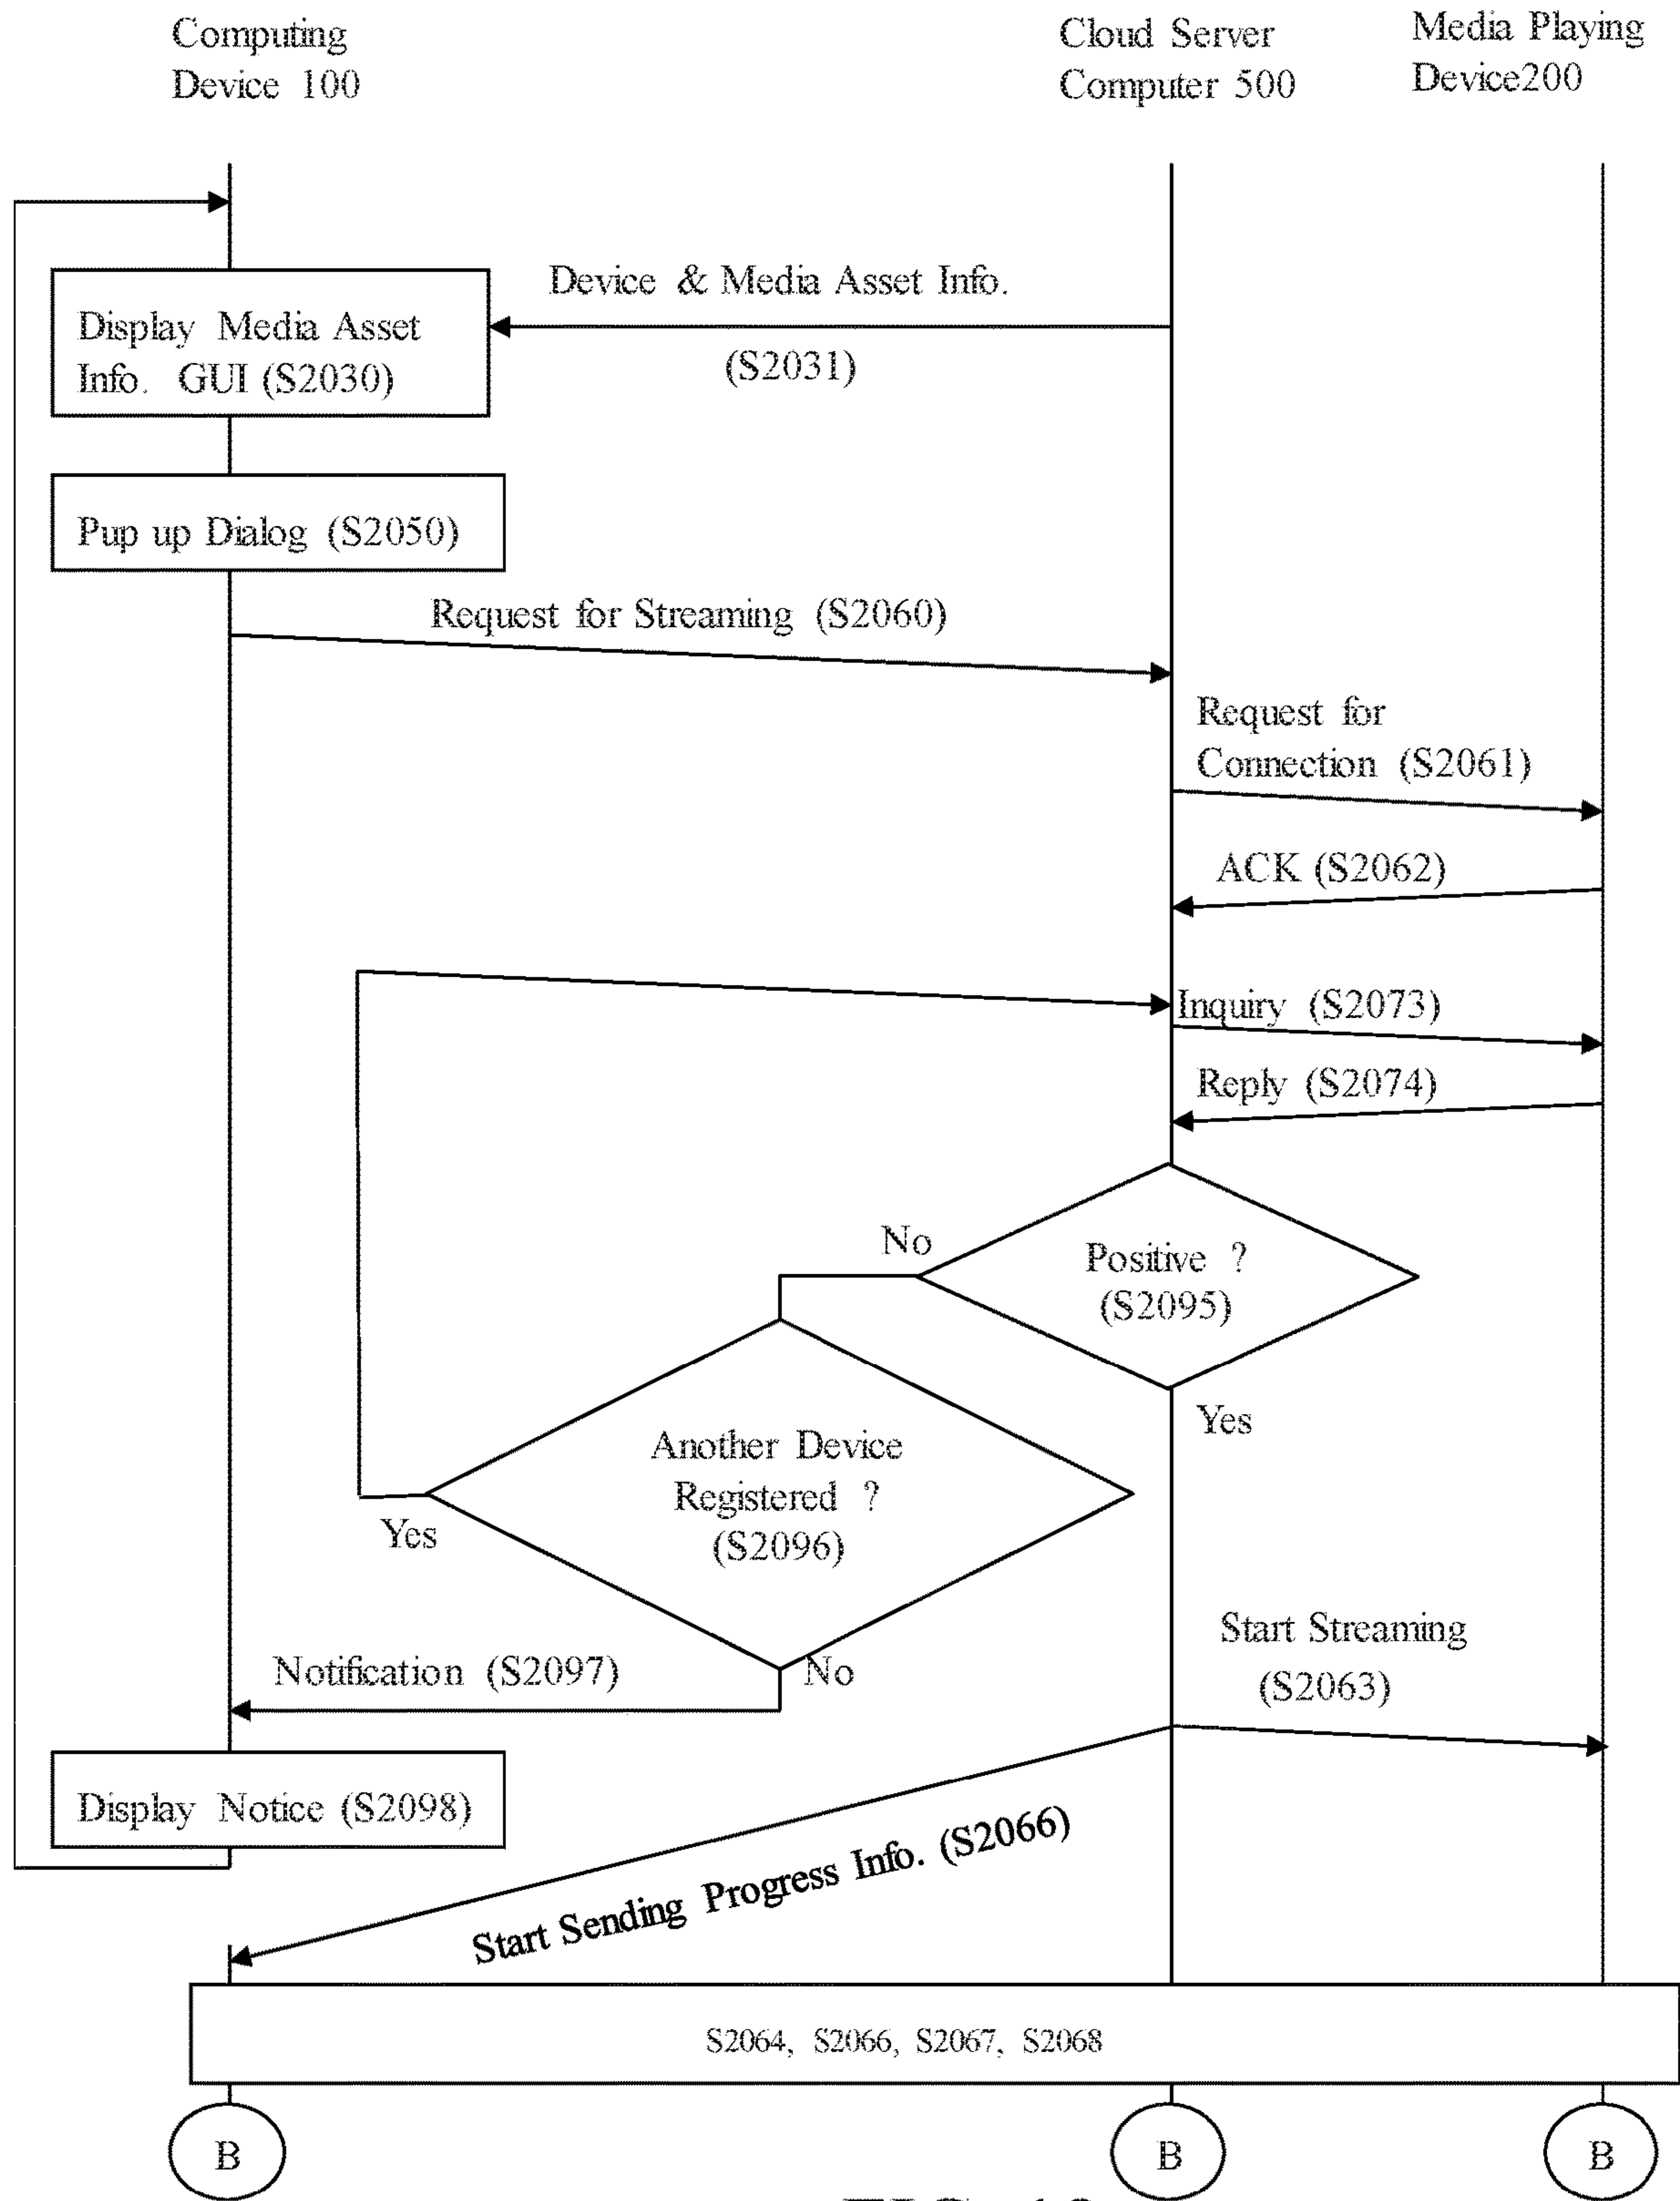 Computing
Device 100
Cloud Server
Computer 500
Media Playing
Device200
Device & Media Asset Info.
(S2031)
Display Media Asset
Info. GUI (S2030)
Pup up Dialog (S2050)
Request for Streaming (S2060)
Request for
Connection (S2061)
ACK (S2062)
Inquiry (S2073)
Reply (S2074)
Positive ?
(S2095)
No
Yes
Another Device
Registered ?
(S2096)
Yes
No
Notification (S2097)
Start Streaming
(S2063)
Display Notice (S2098)
Start Sending Progress Info. (S2066)
S2064, S2066, S2067, S2068
B
B
B